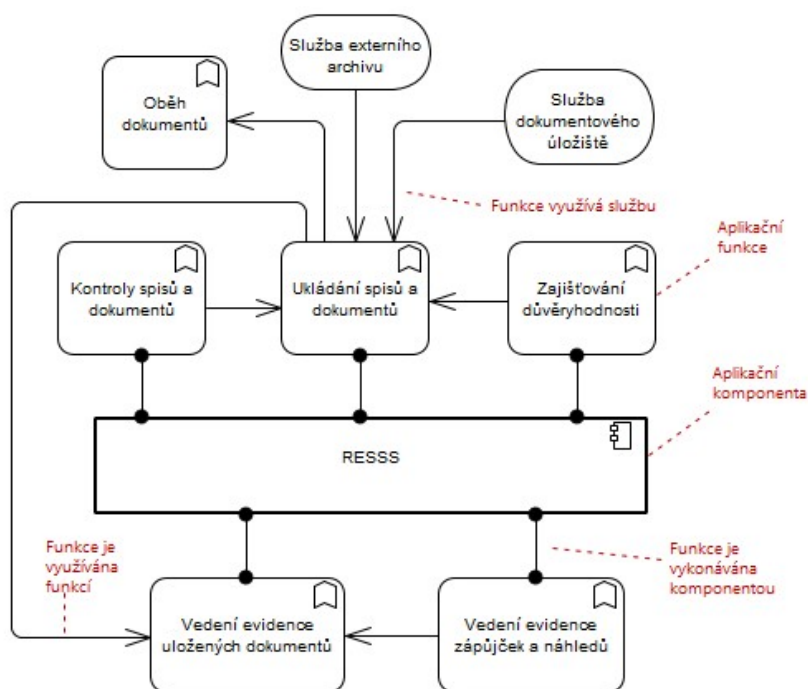 Služba externího
archivu
Oběh
dokumentů
Služba
dokumentového
úložiště
Funkce využívá službu
Aplikační
funkce
Kontroly spisů a
dokumentů
Ukládání spisů a
dokumentů
Zajišťování
důvěryhodnosti
Aplikační
komponenta
RESSS
Funkce je
využívána
funkcí
Funkce je
vykonávána
komponentou
Vedení evidence
uložených dokumentů
Vedení evidence
zápůjček a náhledů